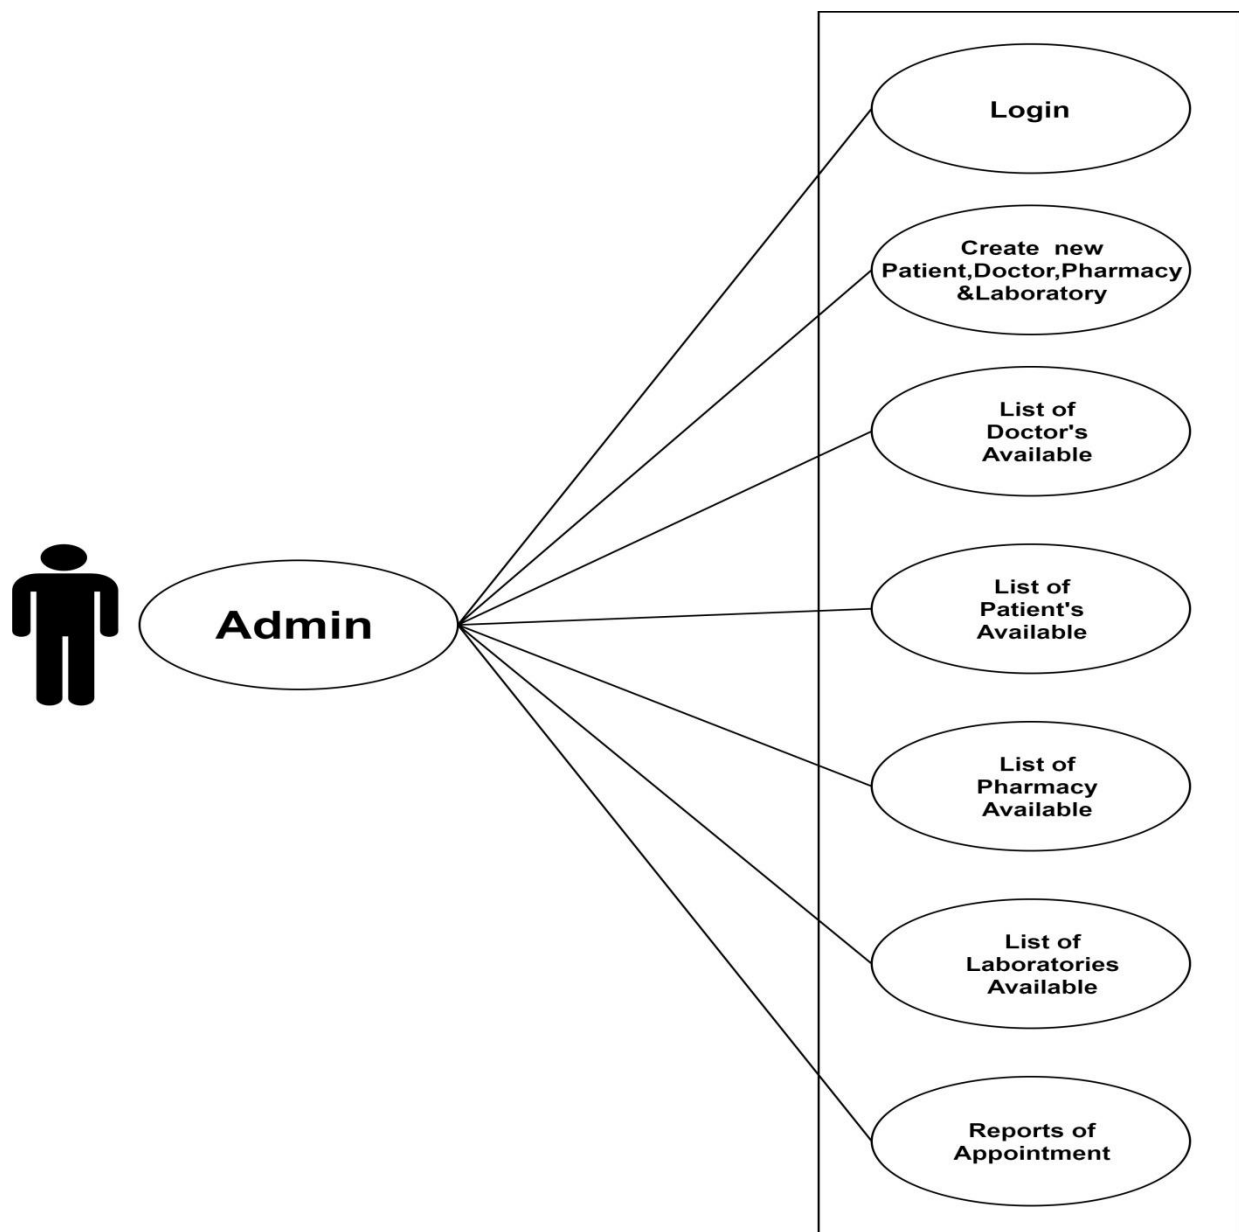 Login
Create new
Patient,Doctor,Pharmacy
&Laboratory
List of
Doctor's
Available
Admin
List of
Patient's
Available
List of
Pharmacy
Available
List of
Laboratories
Available
Reports of
Appointment